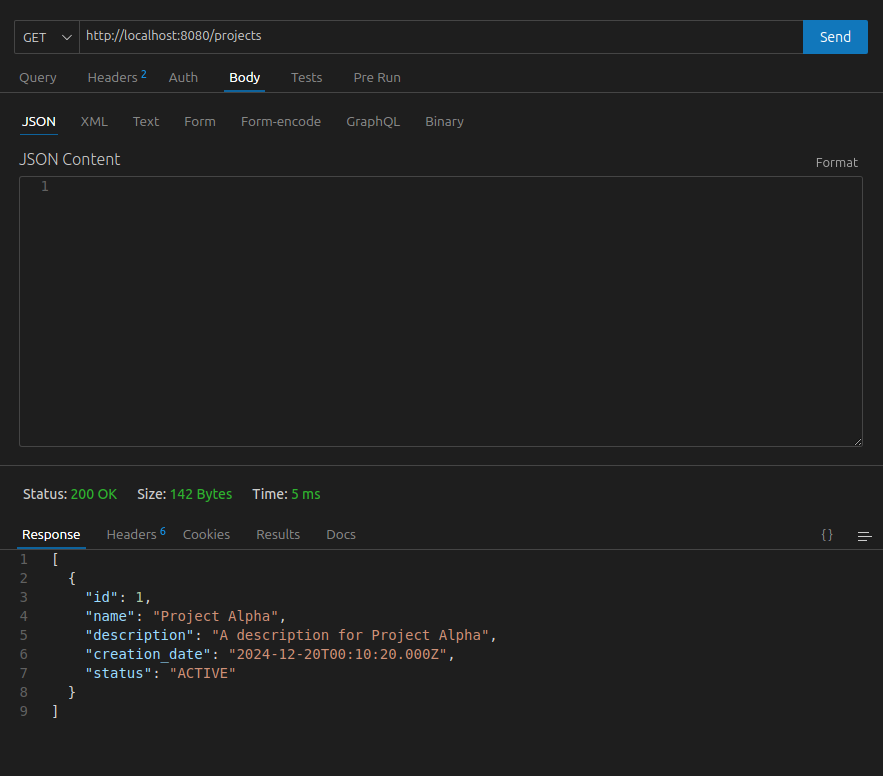 GET http://localhost:8080/projects Send
Query Headers 2 Auth Body Tests Pre Run
JSON XML Text Form Form-encode GraphQL Binary
JSON Content Format
1
Status: 200 OK Size: 142 Bytes Time: 5 ms
Response Headers 6 Cookies Results Docs {}
1 [
2 {
3 "id": 1,
4 "name": "Project Alpha",
5 "description": "A description for Project Alpha",
6 "creation_date": "2024-12-20T00:10:20.000Z",
7 "status": "ACTIVE"
8 }
9 ]